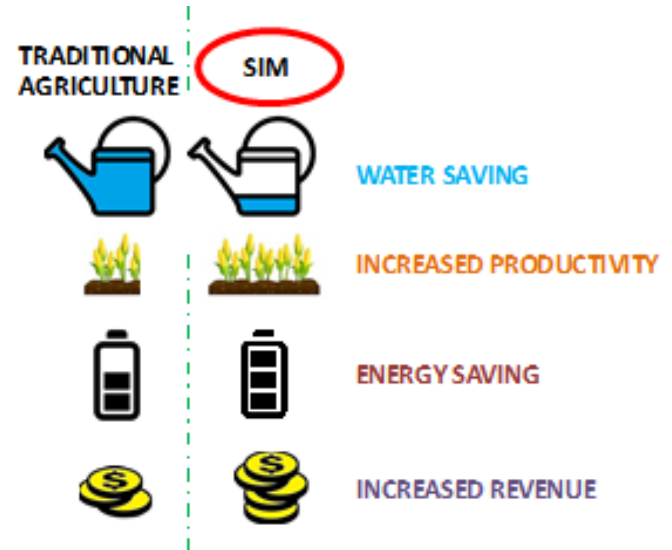 TRADITIONAL
AGRICULTURE
SIM
WATER SAVING
INCREASED PRODUCTIVITY
ENERGY SAVING
$
$
INCREASED REVENUE